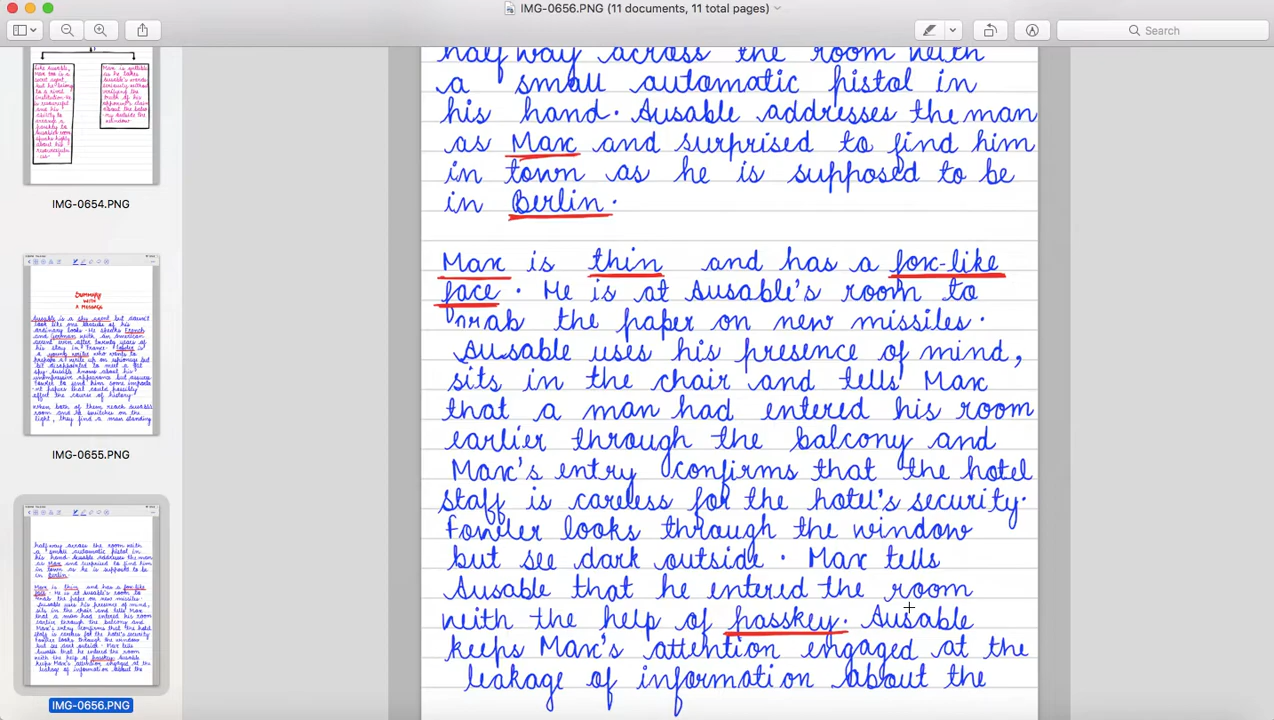 IMG-0656.PNG (11 documents, 11 total pages)
Search
IMG-0654.PNG
SUMMARY
WITH
A MESSAGE
IMG-0655.PNG
IMG-0656.PNG
half way across the room with
a small automatic pistol in
his hand. Ausable addresses the man
as Max and surprised to find him
in town as he is supposed to be
in Berlin.
Max is thin and has a fox-like
face. He is at Ausable's room to
grab the paper on new missiles.
Ausable uses his presence of mind,
sits in the chair and tells Max
that a man had entered his room
earlier through the balcony and
Max's entry confirms that the hotel
staff is careless for the hotel's security.
Fowler looks through the window
but see dark outside. Max tells
Ausable that he entered the room
with the help of passkey. Ausable
keeps Max's attention engaged at the
leakage of information about the